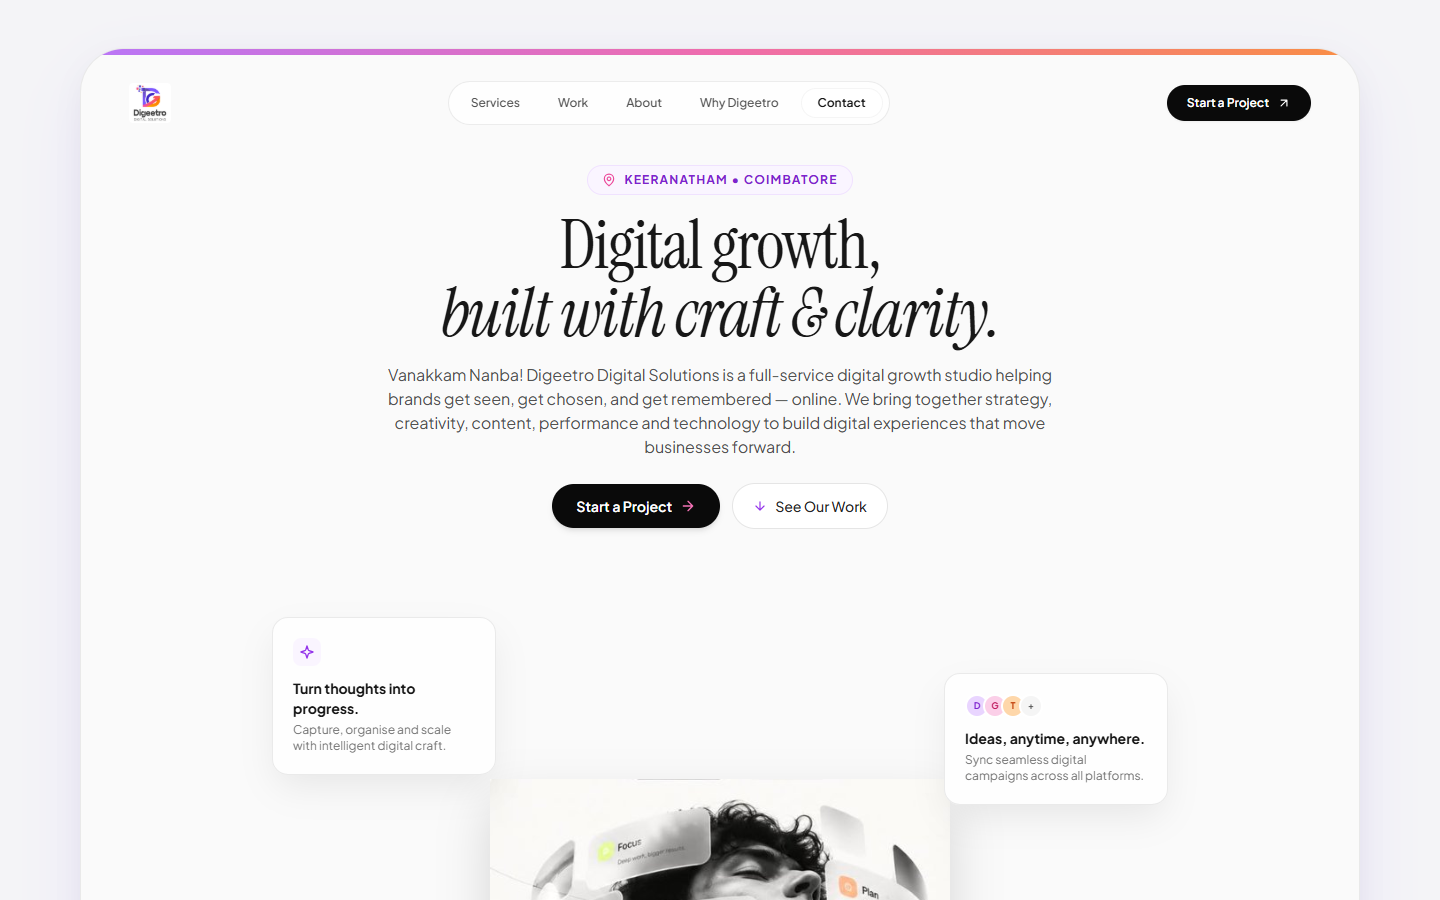 Digeetro
Services
Work
About
Why Digeetro
Contact
Start a Project
KEERANATHAM • COIMBATORE
Digital growth,
built with craft & clarity.
Vanakkam Nanba! Digeetro Digital Solutions is a full-service digital growth studio helping
brands get seen, get chosen, and get remembered — online. We bring together strategy,
creativity, content, performance and technology to build digital experiences that move
businesses forward.
Start a Project
See Our Work
Turn thoughts into
progress.
Capture, organise and scale
with intelligent digital craft.
D G T +
Ideas, anytime, anywhere.
Sync seamless digital
campaigns across all platforms.
Focus
Deep work, bigger results.
Plan